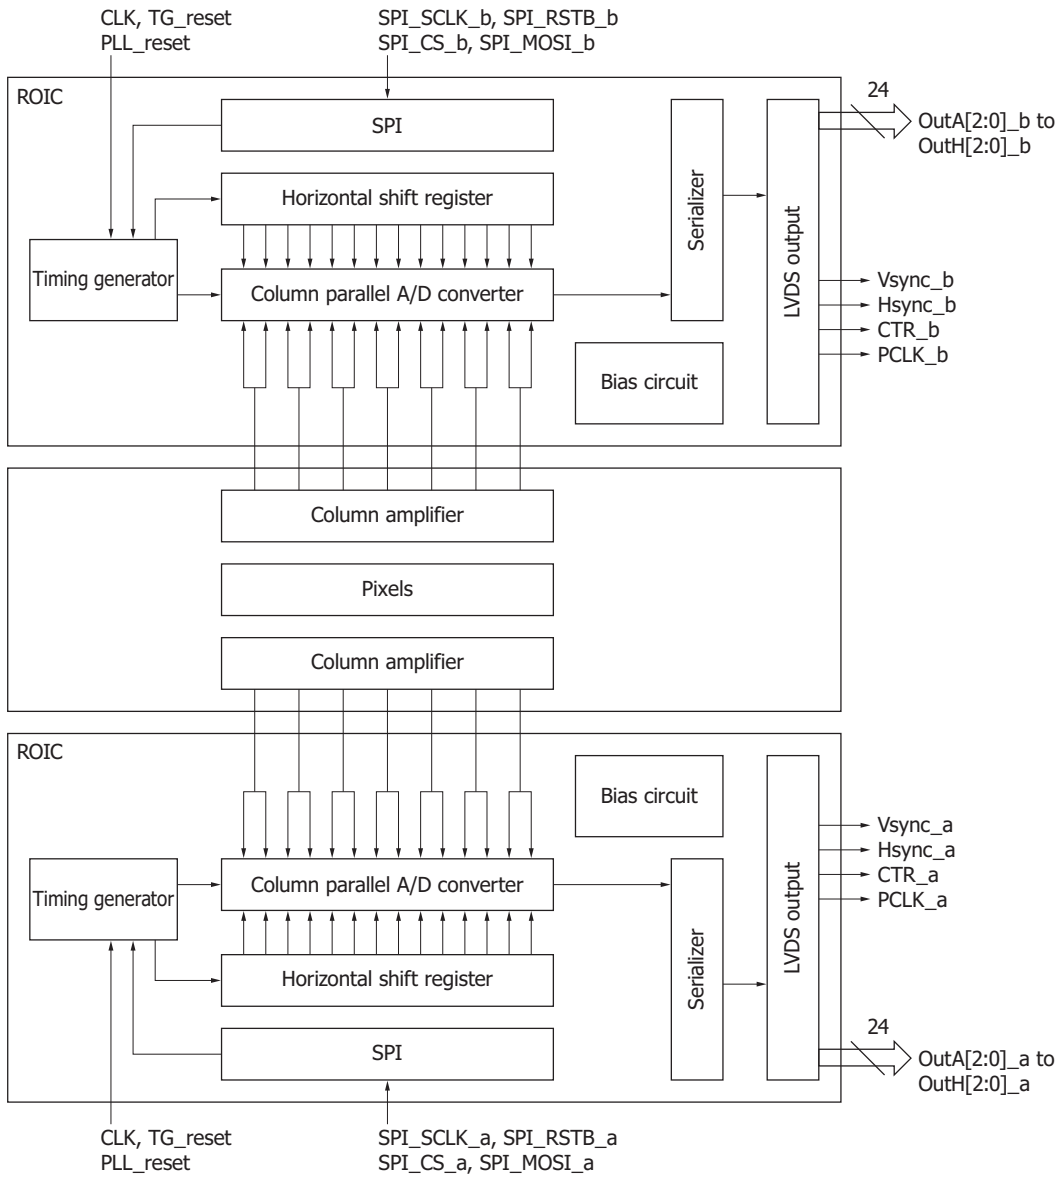 CLK, TG_reset
PLL_reset
SPI_SCLK_b, SPI_RSTB_b
SPI_CS_b, SPI_MOSI_b
ROIC
24
SPI
OutA[2:0]_b to
OutH[2:0]_b
Horizontal shift register
Serializer
LVDS output
Timing generator
Column parallel A/D converter
Vsync_b
Hsync_b
CTR_b
PCLK_b
Bias circuit
Column amplifier
Pixels
Column amplifier
ROIC
Bias circuit
Vsync_a
Hsync_a
CTR_a
PCLK_a
Timing generator
Column parallel A/D converter
Serializer
LVDS output
Horizontal shift register
24
SPI
OutA[2:0]_a to
OutH[2:0]_a
CLK, TG_reset
PLL_reset
SPI_SCLK_a, SPI_RSTB_a
SPI_CS_a, SPI_MOSI_a